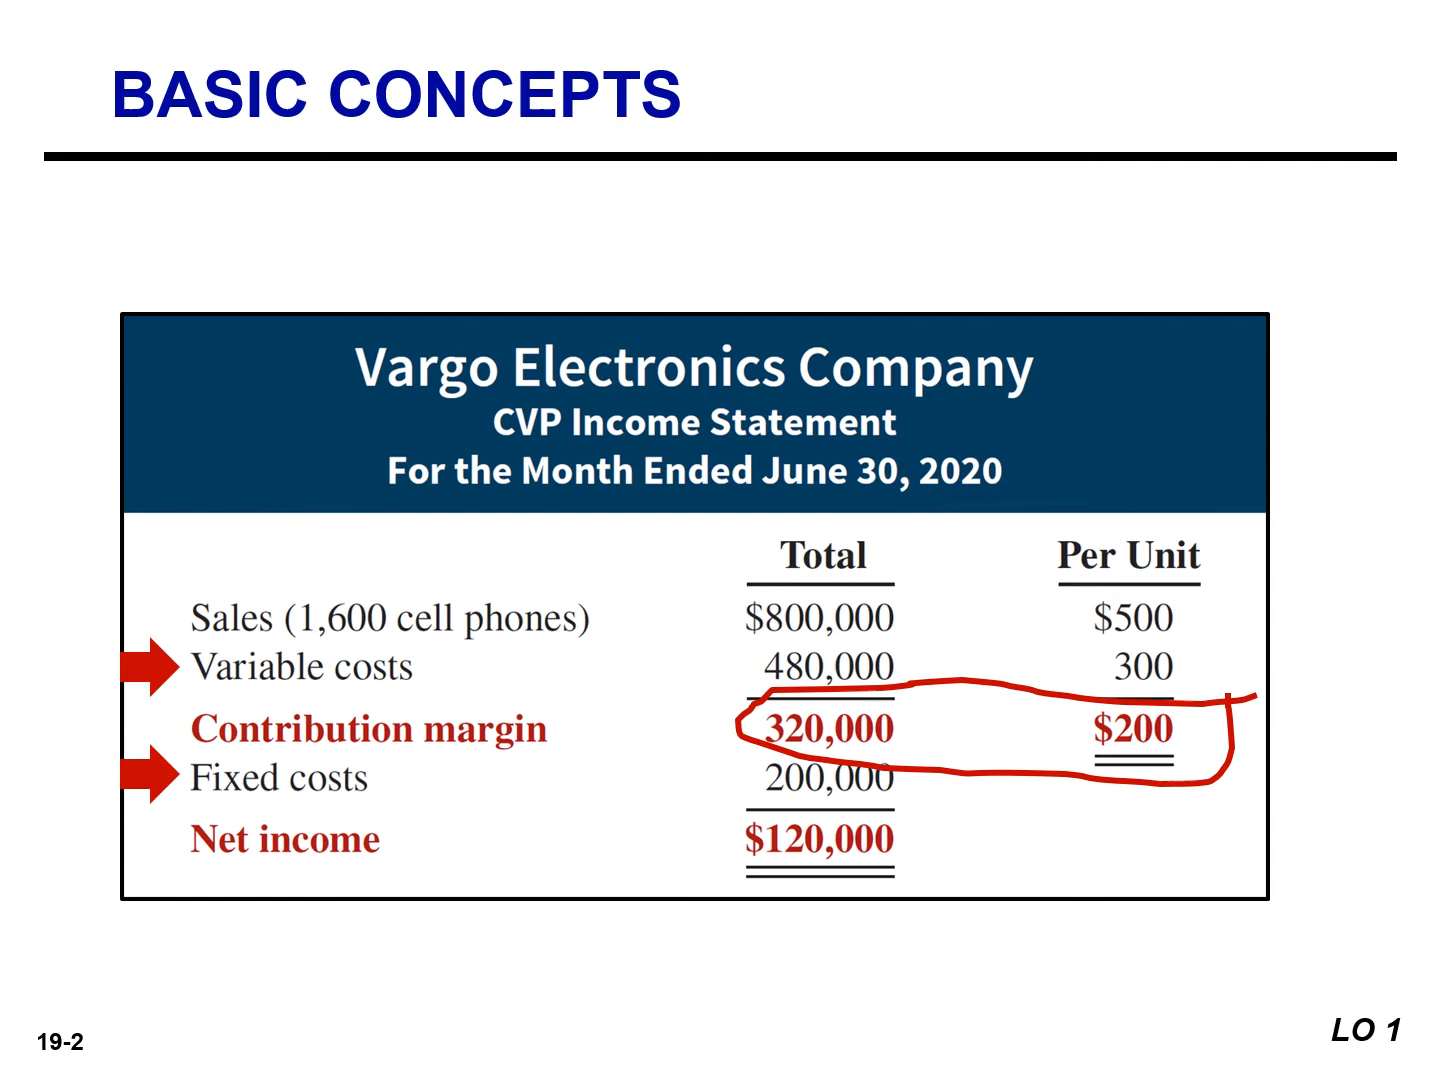 BASIC CONCEPTS
Vargo Electronics Company
CVP Income Statement
For the Month Ended June 30, 2020
Total Per Unit
Sales (1,600 cell phones) $800,000 $500
Variable costs 480,000 300
Contribution margin 320,000 $200
Fixed costs 200,000
Net income $120,000
19-2 LO 1